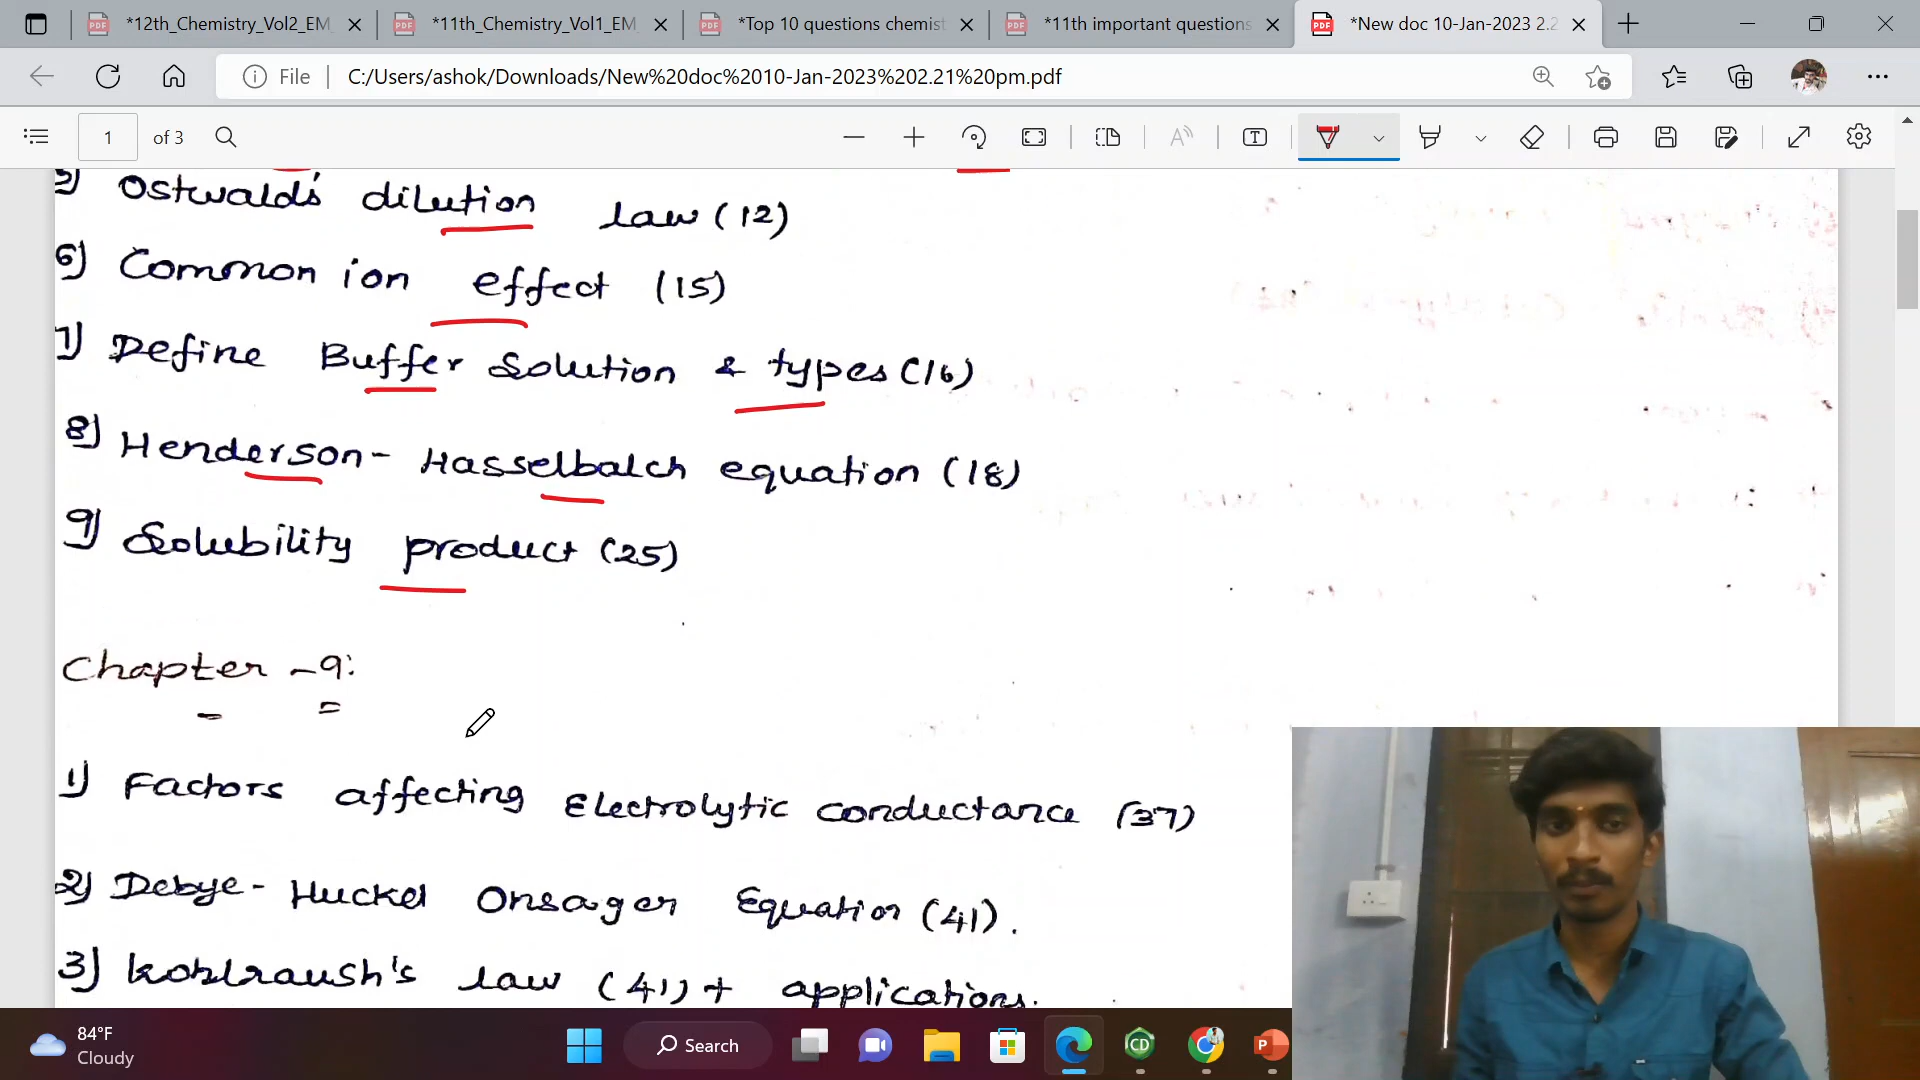 *12th_Chemistry_Vol2_EM
*11th_Chemistry_Vol1_EM
*Top 10 questions chemist
*11th important questions
*New doc 10-Jan-2023 2.2
File
C:/Users/ashok/Downloads/New%20doc%2010-Jan-2023%202.21%20pm.pdf
1 of 3
5) Ostwald's dilution law (12)
6) Common ion effect (15)
7) Define Buffer Solution & types (16)
8) Henderson - Hasselbalch equation (18)
9) Solubility product (25)
Chapter - 9:
1) Factors affecting Electrolytic conductance (37)
2) Debye - Huckel Onsager Equation (41).
3) Kohlraush's law (41) + applications.
84°F
Cloudy
Search